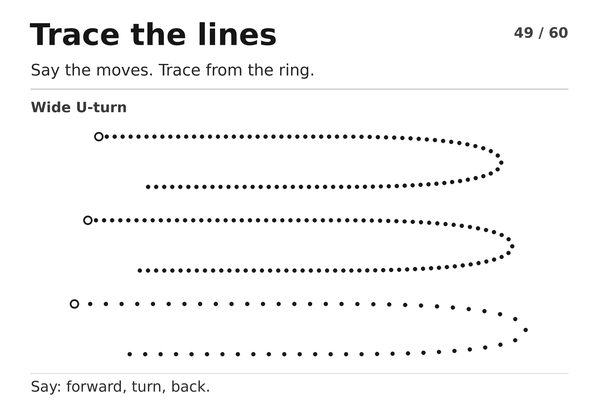 Trace the lines
49 / 60
Say the moves. Trace from the ring.
Wide U-turn
Say: forward, turn, back.